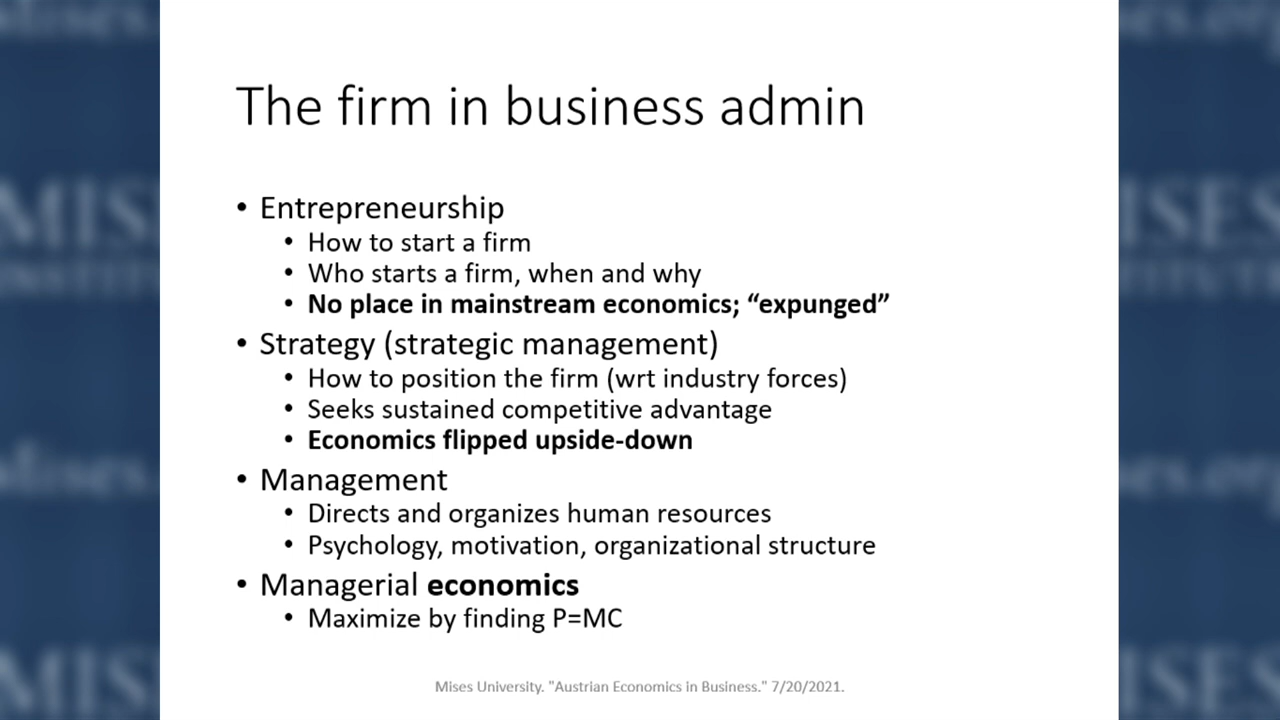 The firm in business admin
• Entrepreneurship
• How to start a firm
• Who starts a firm, when and why
• No place in mainstream economics; “expunged”
• Strategy (strategic management)
• How to position the firm (wrt industry forces)
• Seeks sustained competitive advantage
• Economics flipped upside-down
• Management
• Directs and organizes human resources
• Psychology, motivation, organizational structure
• Managerial economics
• Maximize by finding P=MC
Mises University. "Austrian Economics in Business." 7/20/2021.